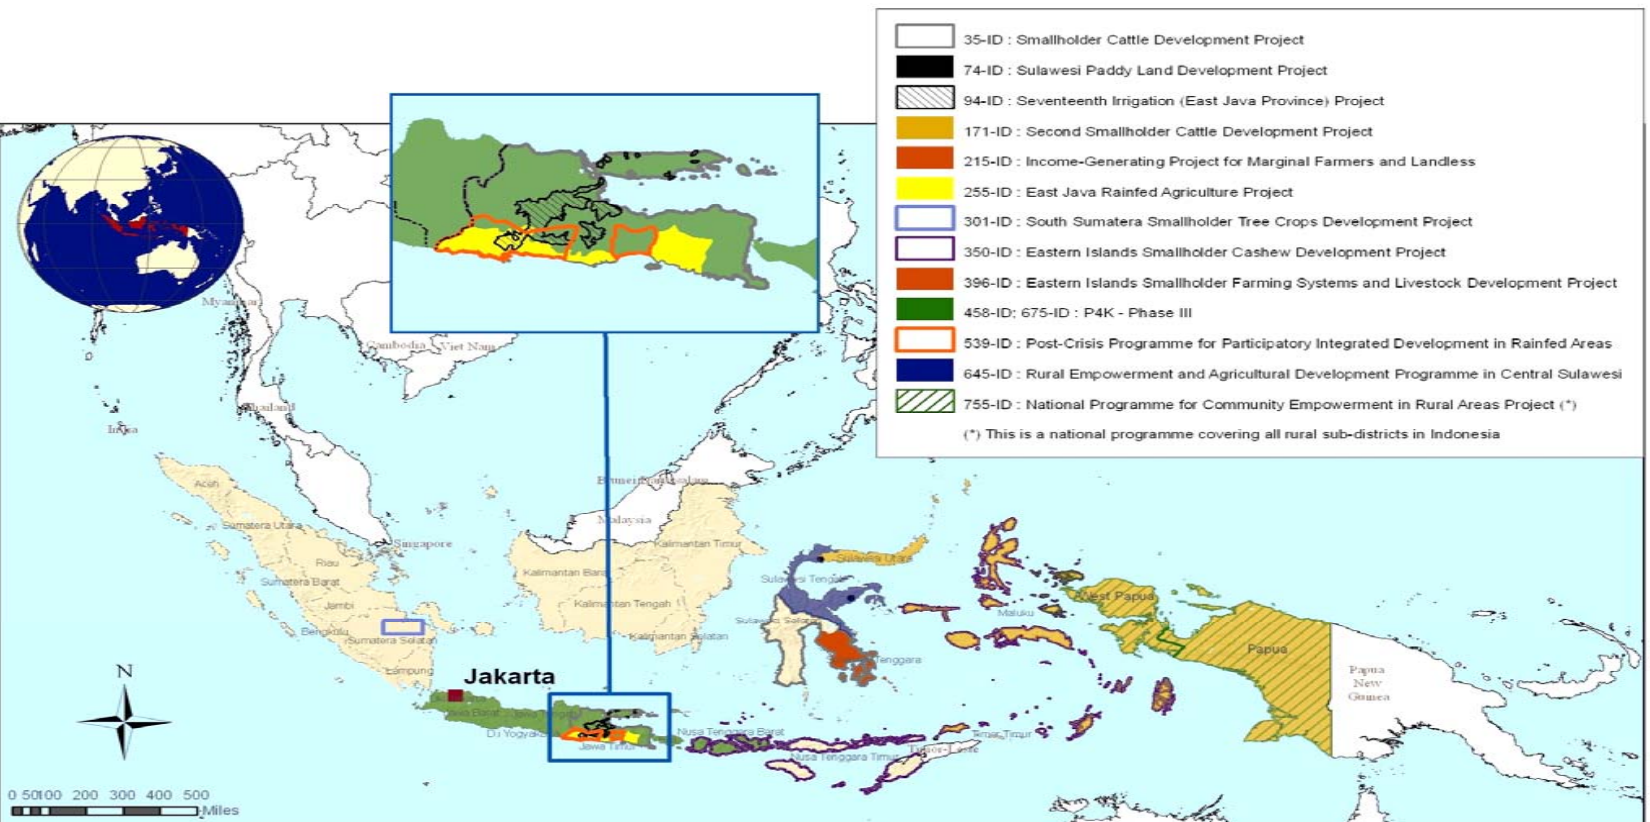 35-ID : Smallholder Cattle Development Project
74-ID : Sulawesi Paddy Land Development Project
94-ID : Seventeenth Irrigation (East Java Province) Project
171-ID : Second Smallholder Cattle Development Project
215-ID : Income-Generating Project for Marginal Farmers and Landless
255-ID : East Java Rainfed Agriculture Project
301-ID : South Sumatera Smallholder Tree Crops Development Project
350-ID : Eastern Islands Smallholder Cashew Development Project
396-ID : Eastern Islands Smallholder Farming Systems and Livestock Development Project
458-ID; 675-ID : P4K - Phase III
539-ID : Post-Crisis Programme for Participatory Integrated Development in Rainfed Areas
645-ID : Rural Empowerment and Agricultural Development Programme in Central Sulawesi
755-ID : National Programme for Community Empowerment in Rural Areas Project (*)
(*) This is a national programme covering all rural sub-districts in Indonesia
Myanmar
Cambodia
Viet Nam
Thailand
Aceh
Malaysia
Sumatera Utara
Singapore
Kalimantan Timur
Sulawesi Utara
Riau
Kalimantan Barat
Sulawesi Tengah
Sumatera Barat
Jambi
Kalimantan Tengah
West Papua
Maluku
Bengkulu
Sumatera Selatan
Kalimantan Selatan
Sulawesi Selatan
Papua
Tenggara
Lampung
Papua
New
Guinea
N
Jakarta
Jawa Barat
D.I Yogyakarta
Nusa Tenggara Barat
Timor Timur
Jawa Timur
Timor-Leste
Nusa Tenggara Timur
0 50100 200 300 400 500
Miles